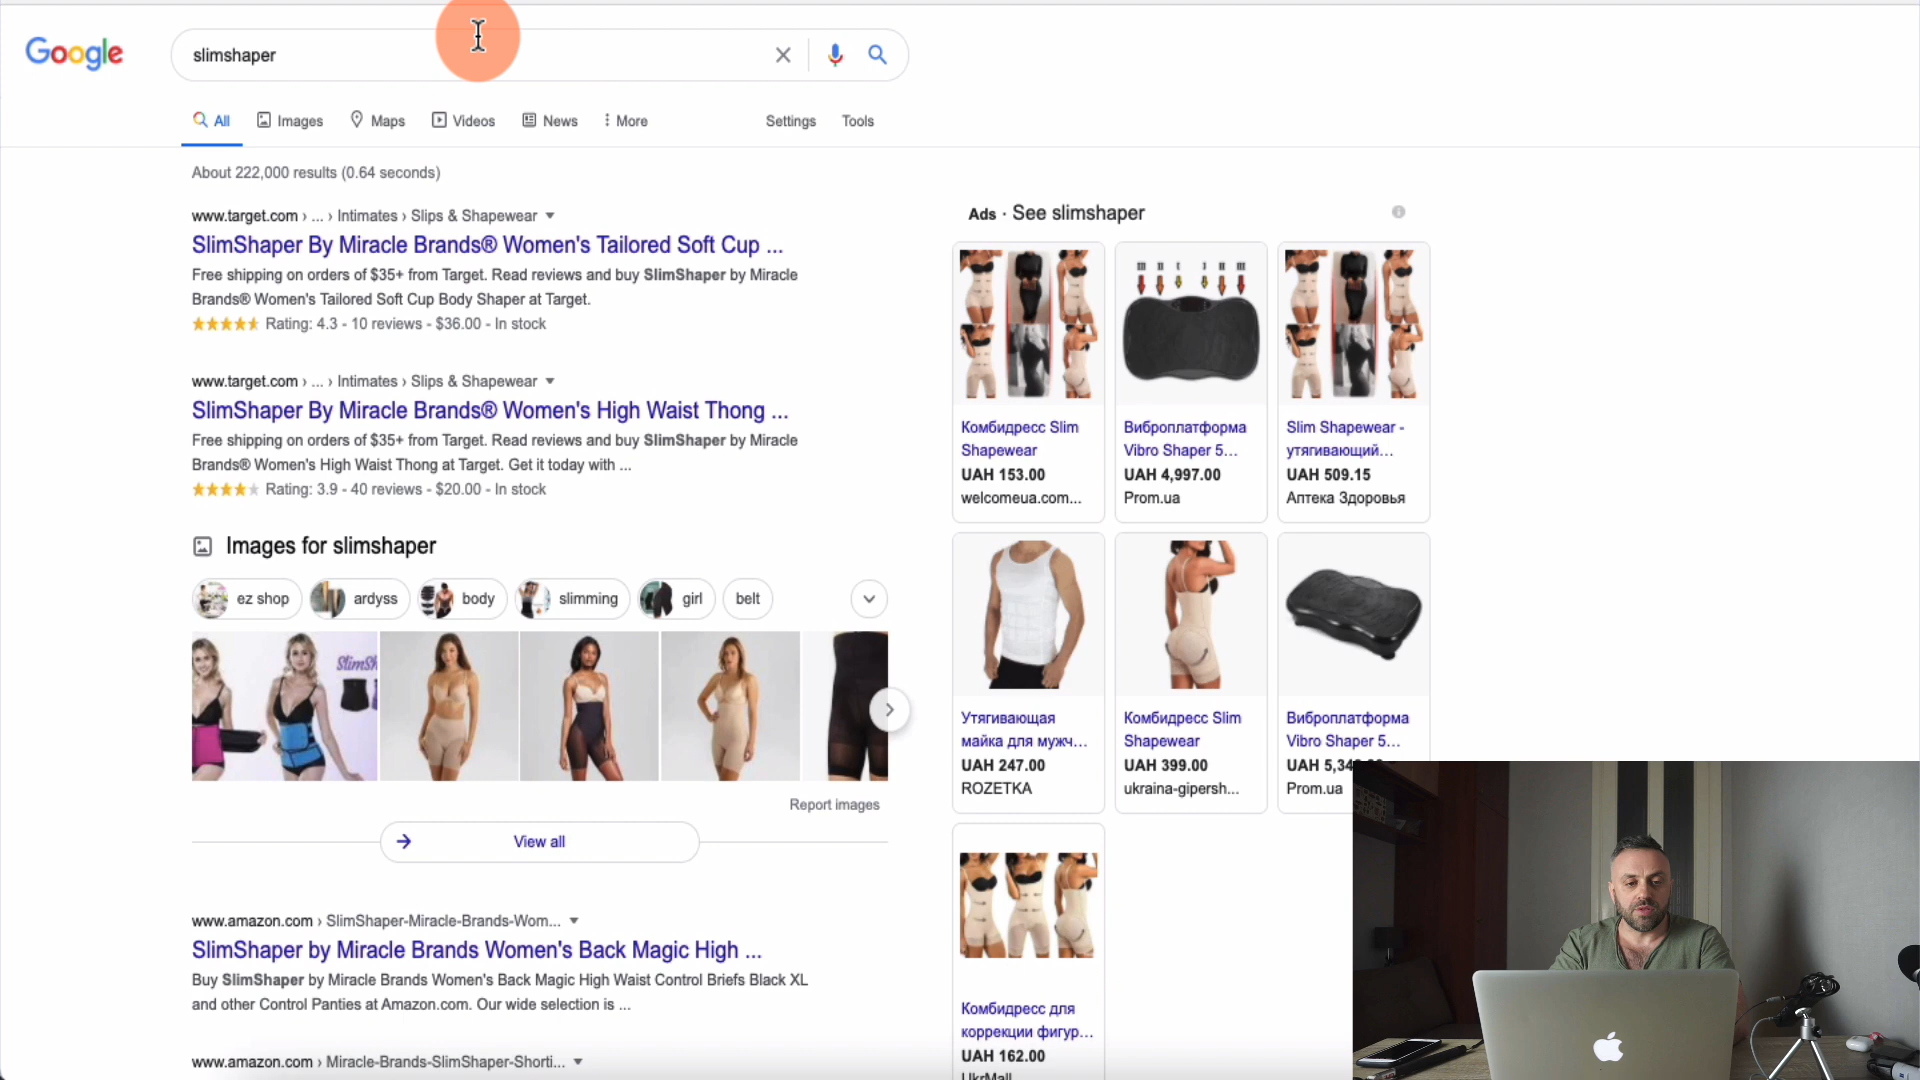 Google
slimshaper
All
Images
Maps
Videos
News
More
Settings
Tools
About 222,000 results (0.64 seconds)
www.target.com › ... › Intimates › Slips & Shapewear
SlimShaper By Miracle Brands® Women's Tailored Soft Cup ...
Free shipping on orders of $35+ from Target. Read reviews and buy SlimShaper by Miracle
Brands® Women's Tailored Soft Cup Body Shaper at Target.
Rating: 4.3 - 10 reviews - $36.00 - In stock
www.target.com › ... › Intimates › Slips & Shapewear
SlimShaper By Miracle Brands® Women's High Waist Thong ...
Free shipping on orders of $35+ from Target. Read reviews and buy SlimShaper by Miracle
Brands® Women's High Waist Thong at Target. Get it today with ...
Rating: 3.9 - 40 reviews - $20.00 - In stock
Images for slimshaper
ez shop
ardyss
body
slimming
girl
belt
SlimSh
Report images
View all
www.amazon.com › SlimShaper-Miracle-Brands-Wom...
SlimShaper by Miracle Brands Women's Back Magic High ...
Buy SlimShaper by Miracle Brands Women's Back Magic High Waist Control Briefs Black XL
and other Control Panties at Amazon.com. Our wide selection is ...
www.amazon.com › Miracle-Brands-SlimShaper-Shorti...
Ads · See slimshaper
Комбидресс Slim
Shapewear
UAH 153.00
welcomeua.com...
Виброплатформа
Vibro Shaper 5...
UAH 4,997.00
Prom.ua
Slim Shapewear -
утягивающий...
UAH 509.15
Аптека Здоровья
Утягивающая
майка для мужч...
UAH 247.00
ROZETKA
Комбидресс Slim
Shapewear
UAH 399.00
ukraina-gipersh...
Виброплатформа
Vibro Shaper 5...
UAH 5,34
Prom.ua
Комбидресс для
коррекции фигур...
UAH 162.00
UkrMall